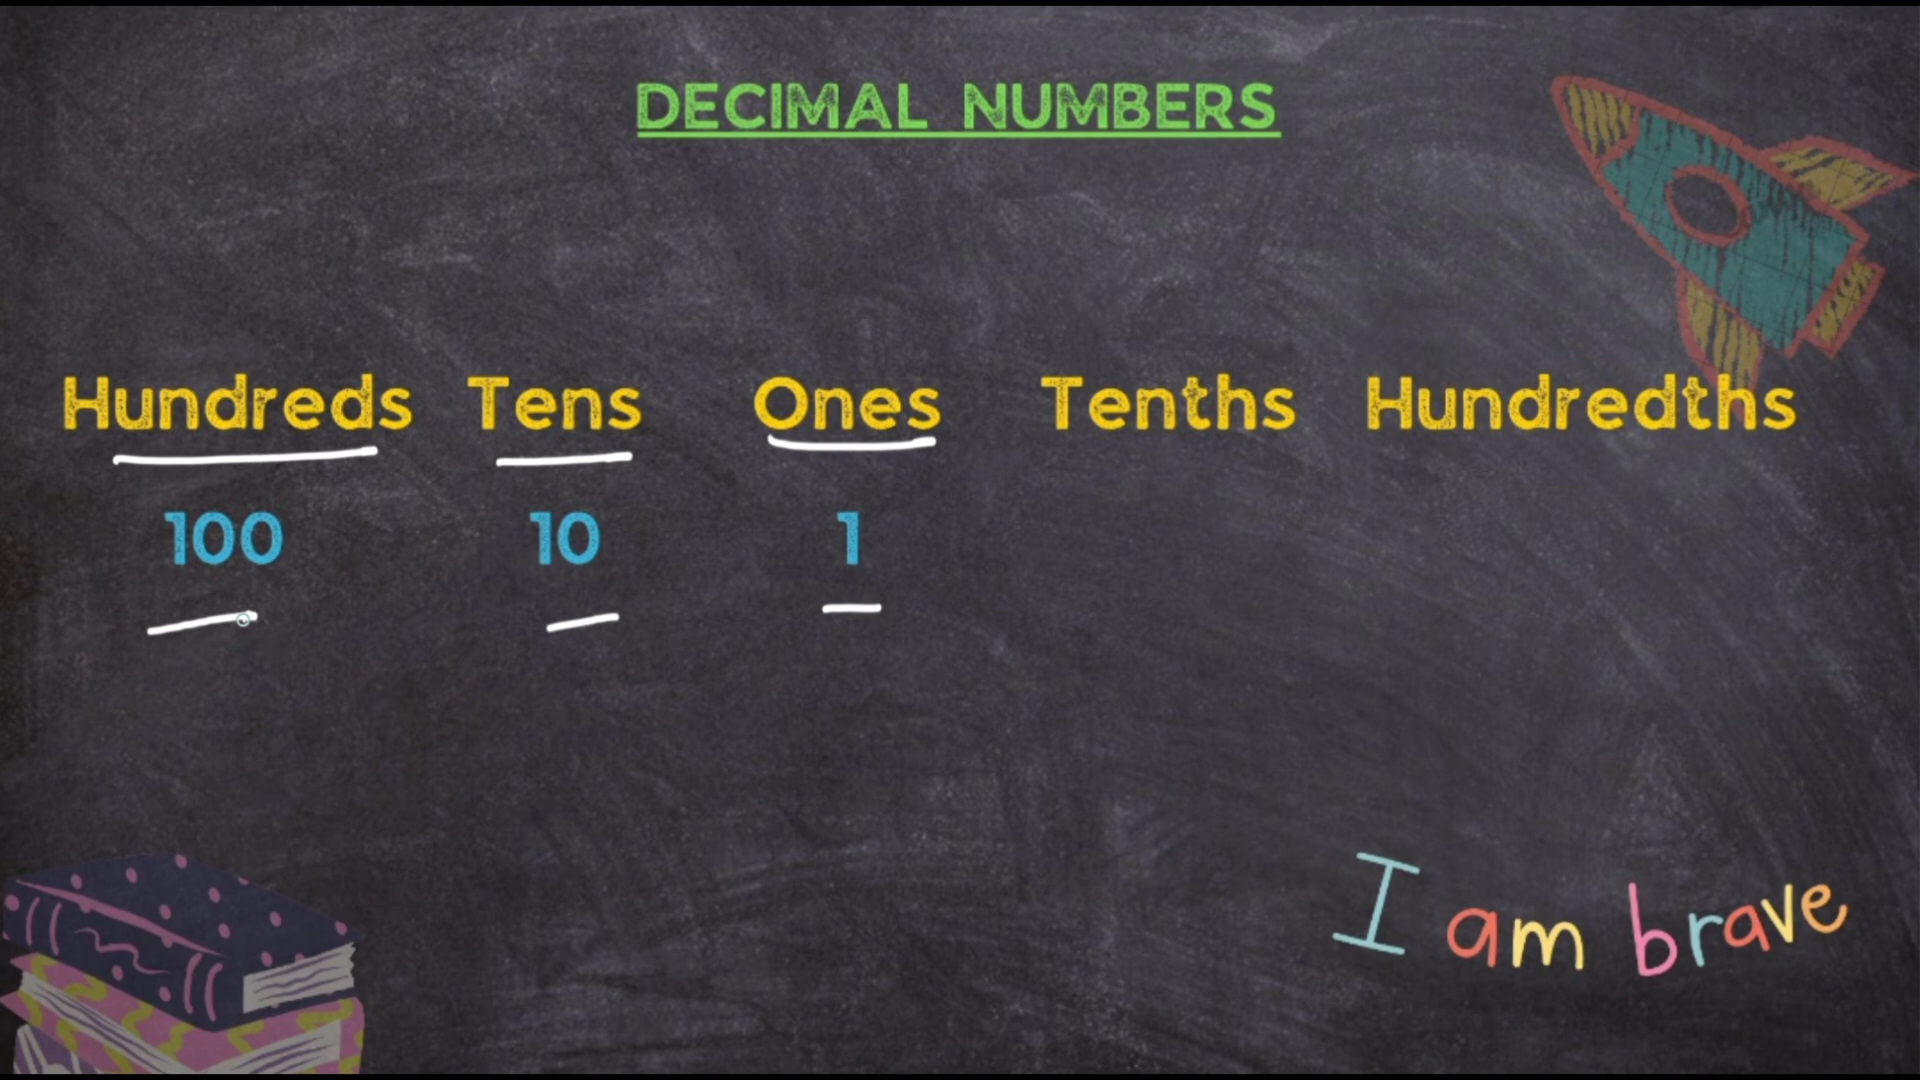 DECIMAL NUMBERS
Hundreds Tens Ones Tenths Hundredths
100 10 1
I am brave